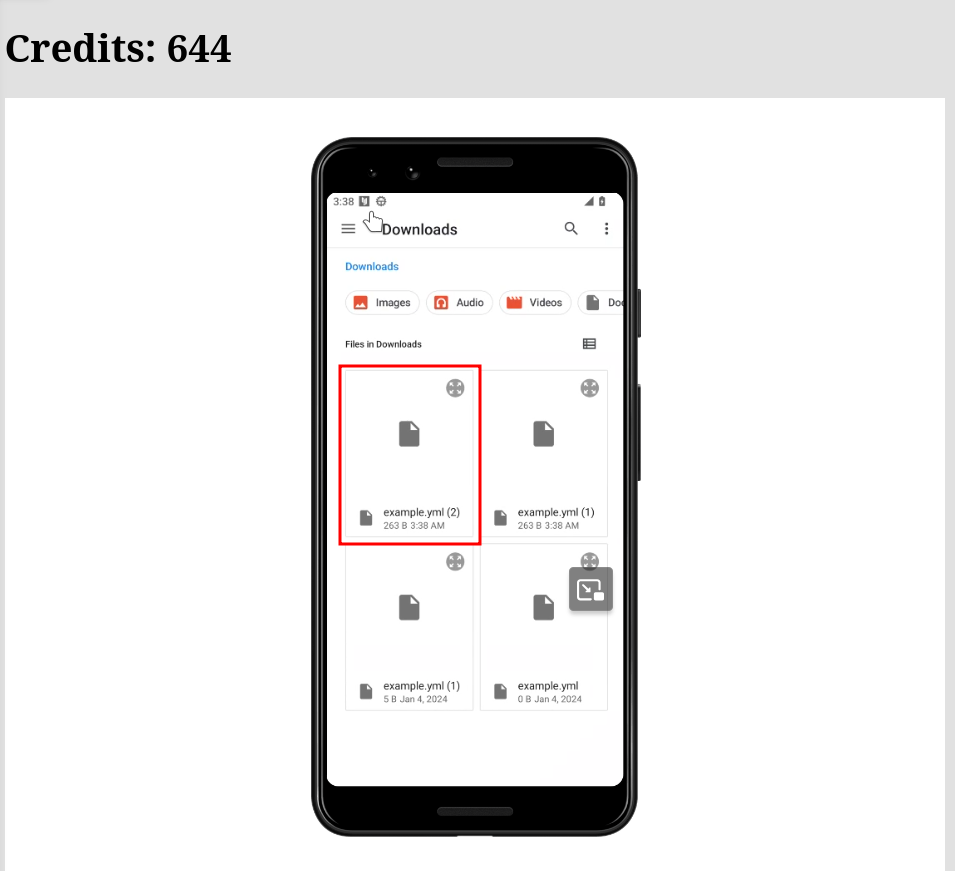 Credits: 644
3:38
Downloads
Downloads
Images Audio Videos
Files in Downloads
example.yml (2)
263 B 3:38 AM
example.yml (1)
263 B 3:38 AM
example.yml (1)
5 B Jan 4, 2024
example.yml
0 B Jan 4, 2024